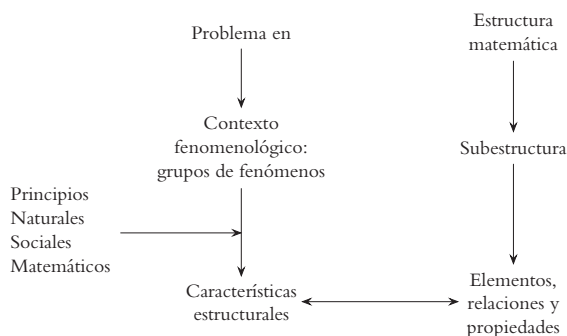 Problema en
Estructura
matemática
Contexto
fenomenológico:
grupos de fenómenos
Subestructura
Principios
Naturales
Sociales
Matemáticos
Características
estructurales
Elementos,
relaciones y
propiedades